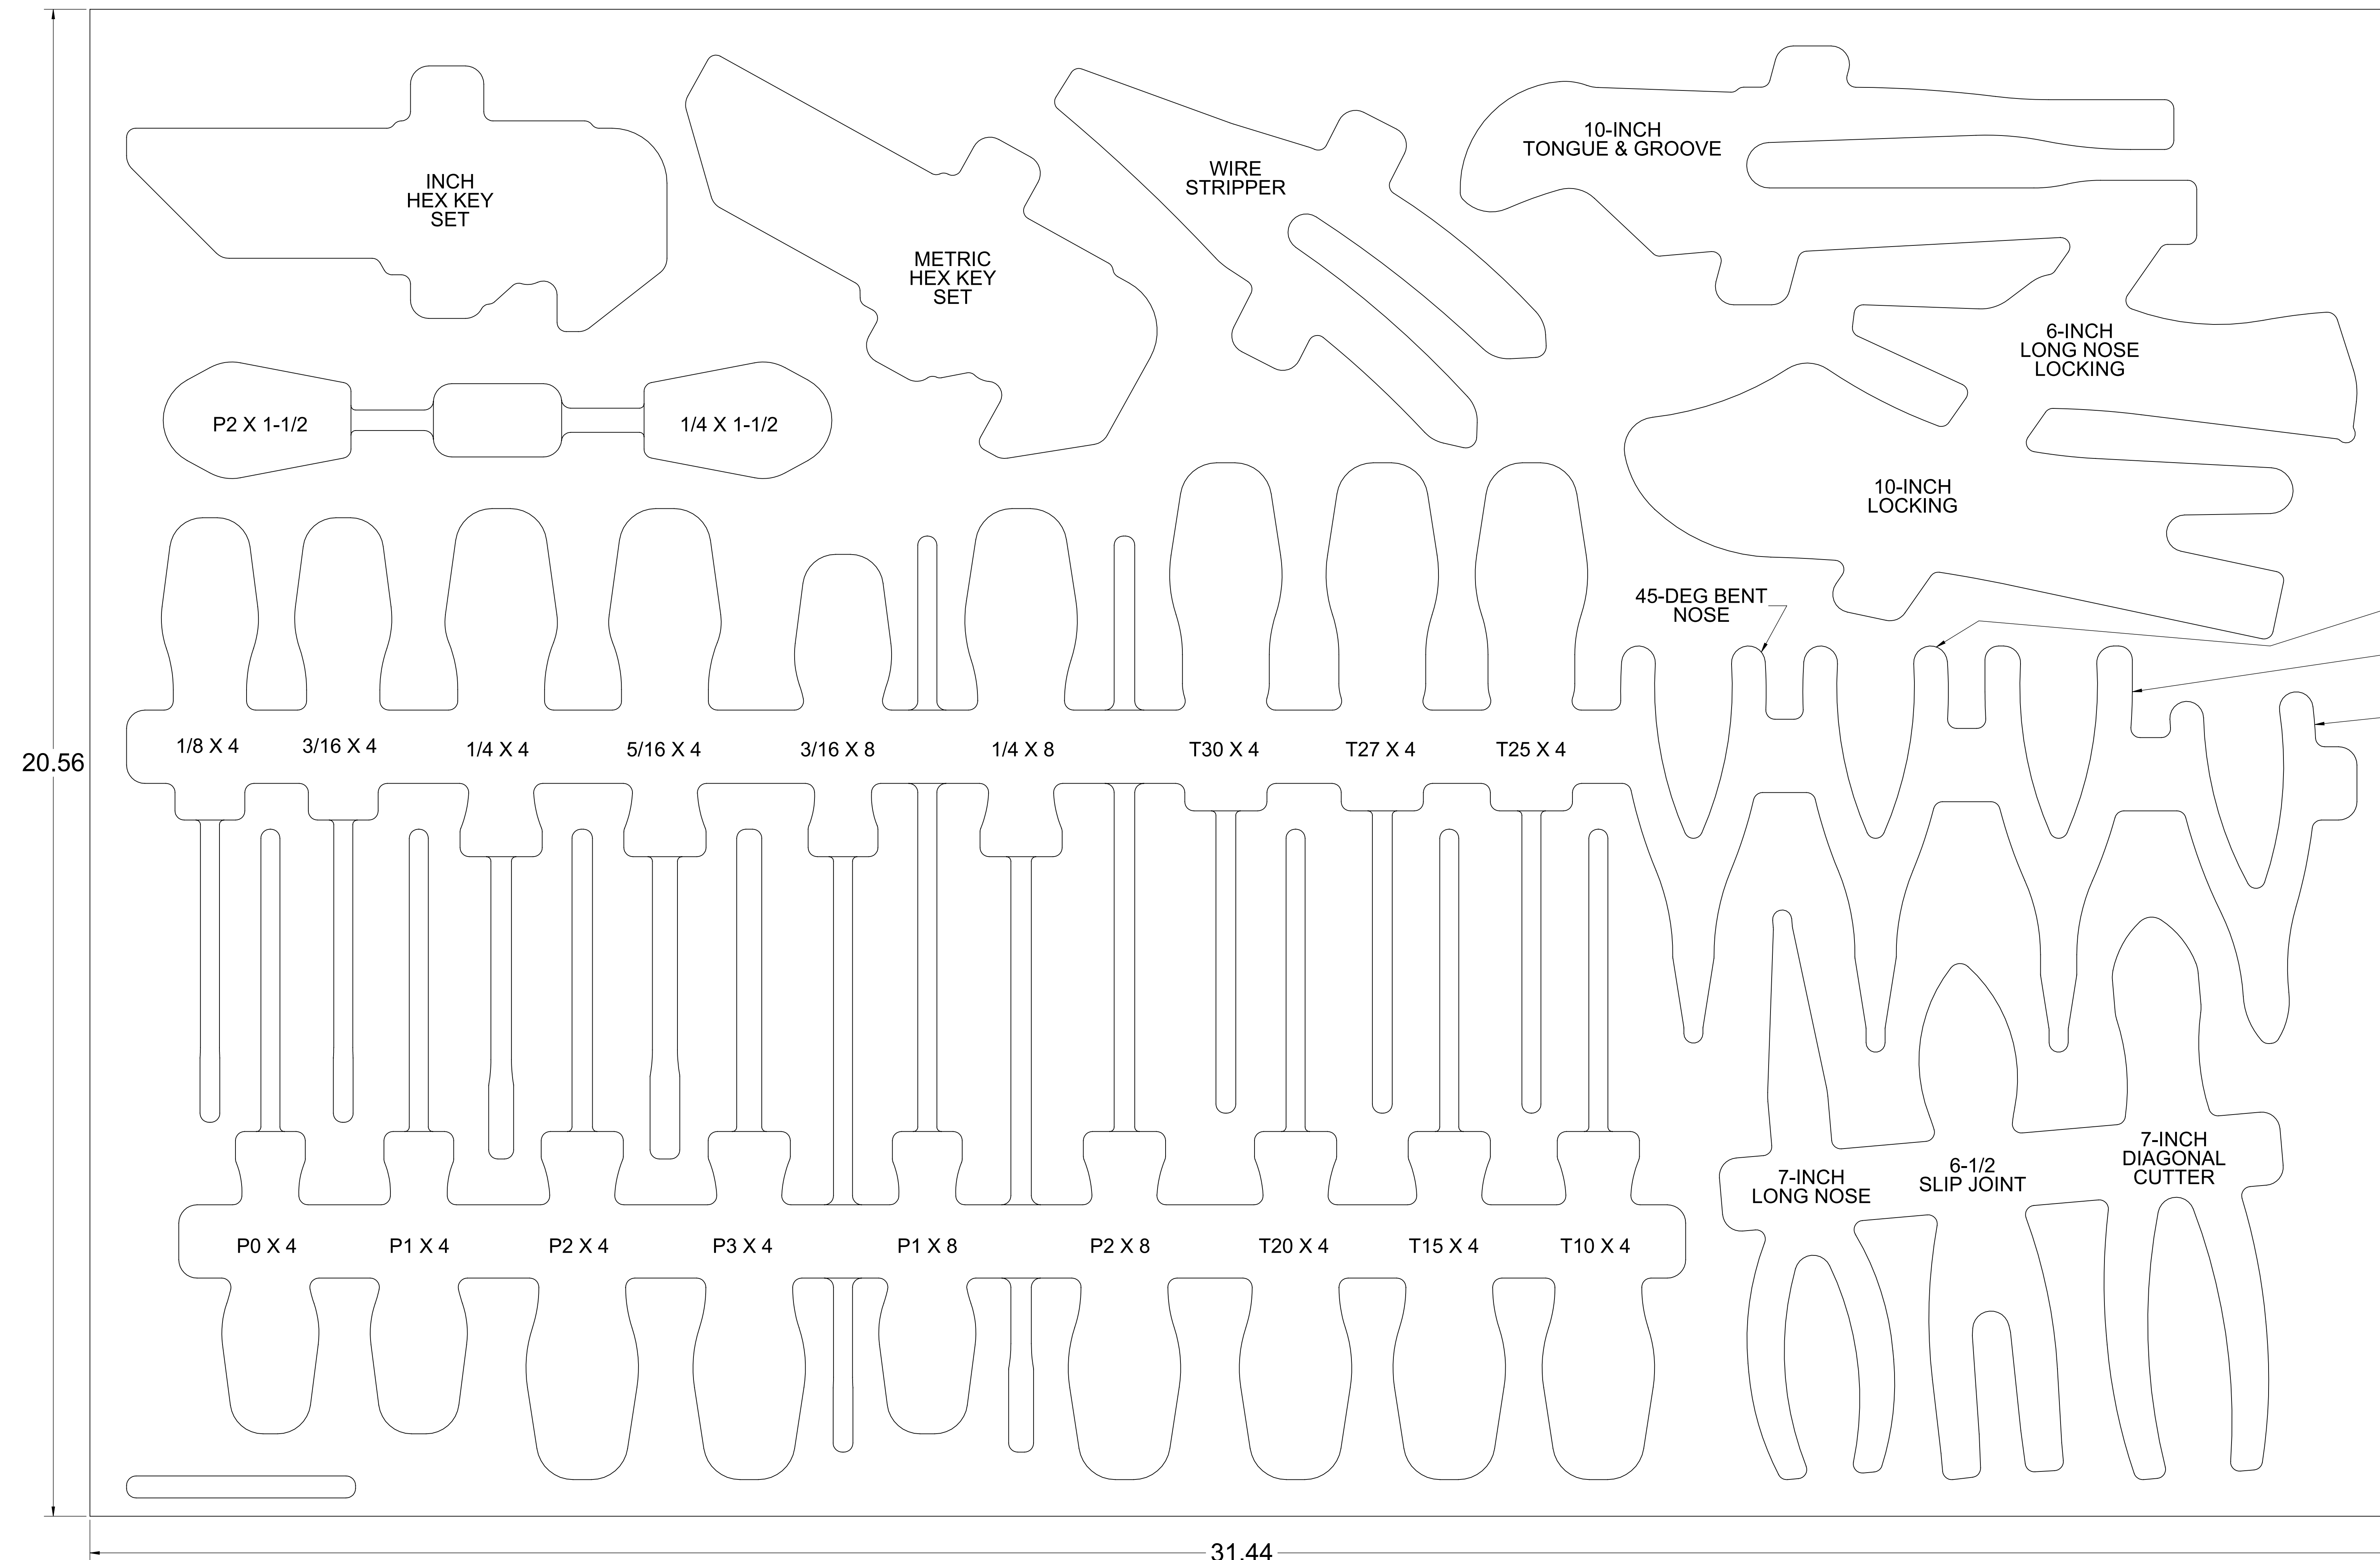 INCH
HEX KEY
SET
METRIC
HEX KEY
SET
WIRE
STRIPPER
10-INCH
TONGUE & GROOVE
6-INCH
LONG NOSE
LOCKING
P2 X 1-1/2
1/4 X 1-1/2
10-INCH
LOCKING
45-DEG BENT
NOSE
20.56
1/8 X 4
3/16 X 4
1/4 X 4
5/16 X 4
3/16 X 8
1/4 X 8
T30 X 4
T27 X 4
T25 X 4
7-INCH
LONG NOSE
6-1/2
SLIP JOINT
7-INCH
DIAGONAL
CUTTER
P0 X 4
P1 X 4
P2 X 4
P3 X 4
P1 X 8
P2 X 8
T20 X 4
T15 X 4
T10 X 4
31.44